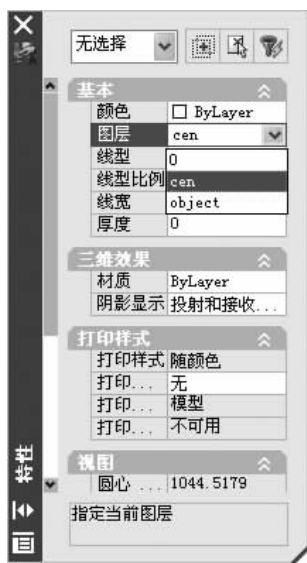 无选择
基本
颜色 ByLayer
图层 cen
线型 0
线型比例 cen
线宽 object
厚度 0
三维效果
材质 ByLayer
阴影显示 投射和接收...
打印样式
打印样式 随颜色
打印... 无
打印... 模型
打印... 不可用
视图
圆心 ... 1044.5179
指定当前图层
特性